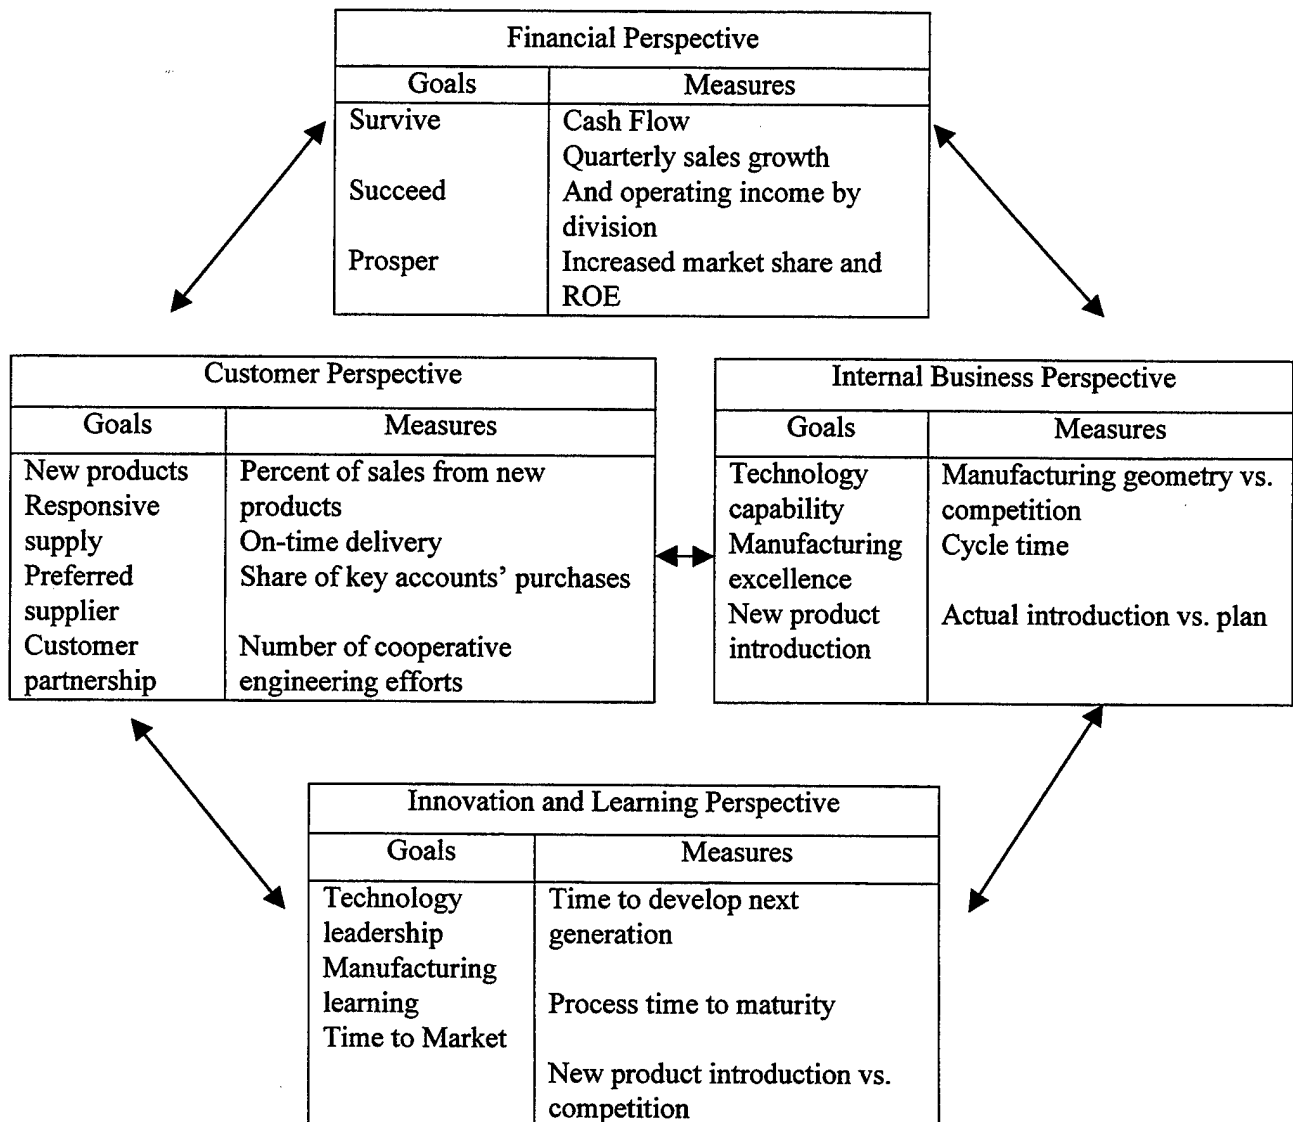 Financial Perspective
Goals Measures
Survive Cash Flow
Quarterly sales growth
Succeed And operating income by
division
Prosper Increased market share and
ROE
Customer Perspective
Goals Measures
New products Percent of sales from new
Responsive products
supply On-time delivery
Preferred Share of key accounts’ purchases
supplier
Customer Number of cooperative
partnership engineering efforts
Internal Business Perspective
Goals Measures
Technology Manufacturing geometry vs.
capability competition
Manufacturing Cycle time
excellence
New product Actual introduction vs. plan
introduction
Innovation and Learning Perspective
Goals Measures
Technology Time to develop next
leadership generation
Manufacturing
learning Process time to maturity
Time to Market
New product introduction vs.
competition